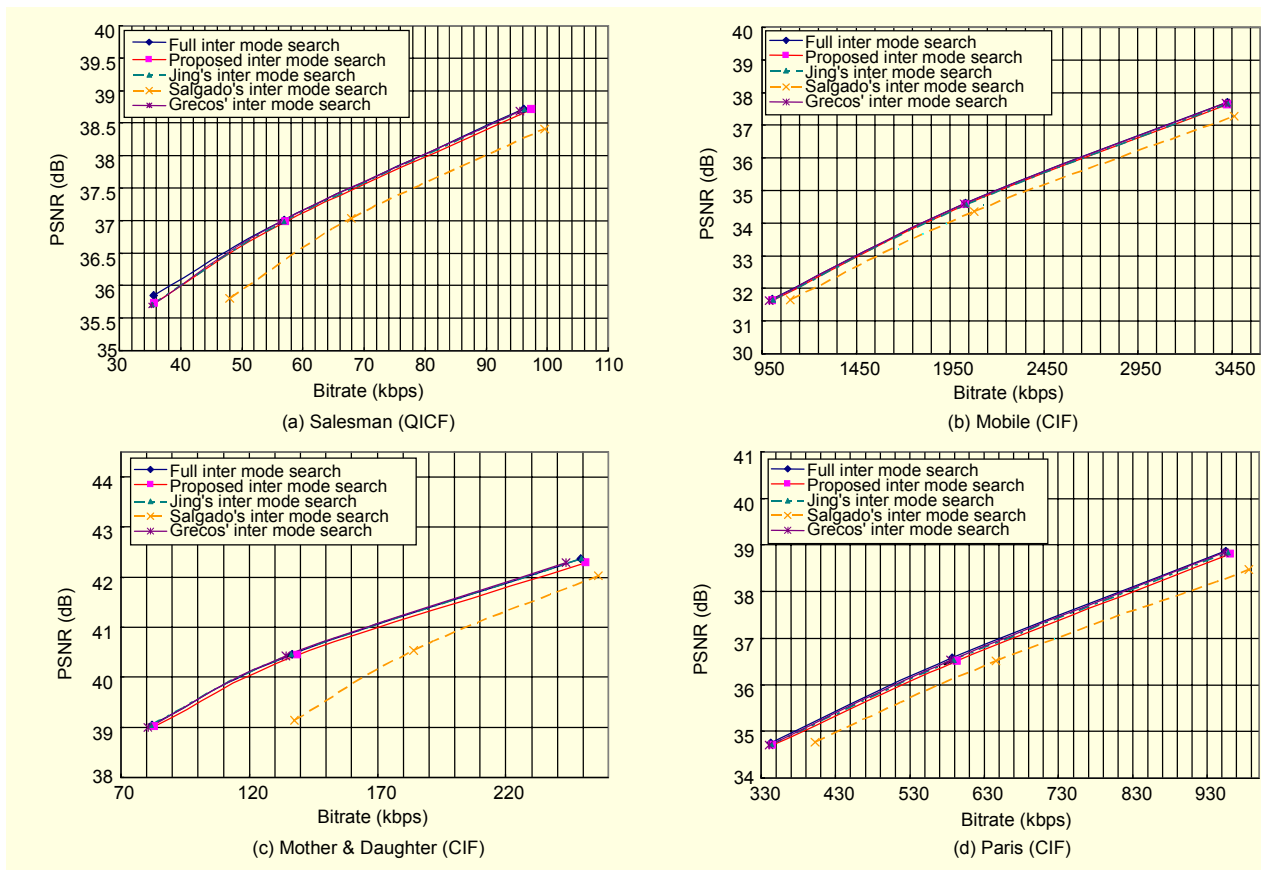 40
39.5
39
38.5
38
37.5
37
36.5
36
35.5
35
PSNR (dB)
Full inter mode search
Proposed inter mode search
Jing's inter mode search
Salgado's inter mode search
Grecos' inter mode search
30 40 50 60 70 80 90 100 110
Bitrate (kbps)
(a) Salesman (QICF)
40
39
38
37
36
35
34
33
32
31
30
PSNR (dB)
Full inter mode search
Proposed inter mode search
Jing's inter mode search
Salgado's inter mode search
Grecos' inter mode search
950 1450 1950 2450 2950 3450
Bitrate (kbps)
(b) Mobile (CIF)
44
43
42
41
40
39
38
PSNR (dB)
Full inter mode search
Proposed inter mode search
Jing's inter mode search
Salgado's inter mode search
Grecos' inter mode search
70 120 170 220
Bitrate (kbps)
(c) Mother & Daughter (CIF)
41
40
39
38
37
36
35
34
PSNR (dB)
Full inter mode search
Proposed inter mode search
Jing's inter mode search
Salgado's inter mode search
Grecos' inter mode search
330 430 530 630 730 830 930
Bitrate (kbps)
(d) Paris (CIF)